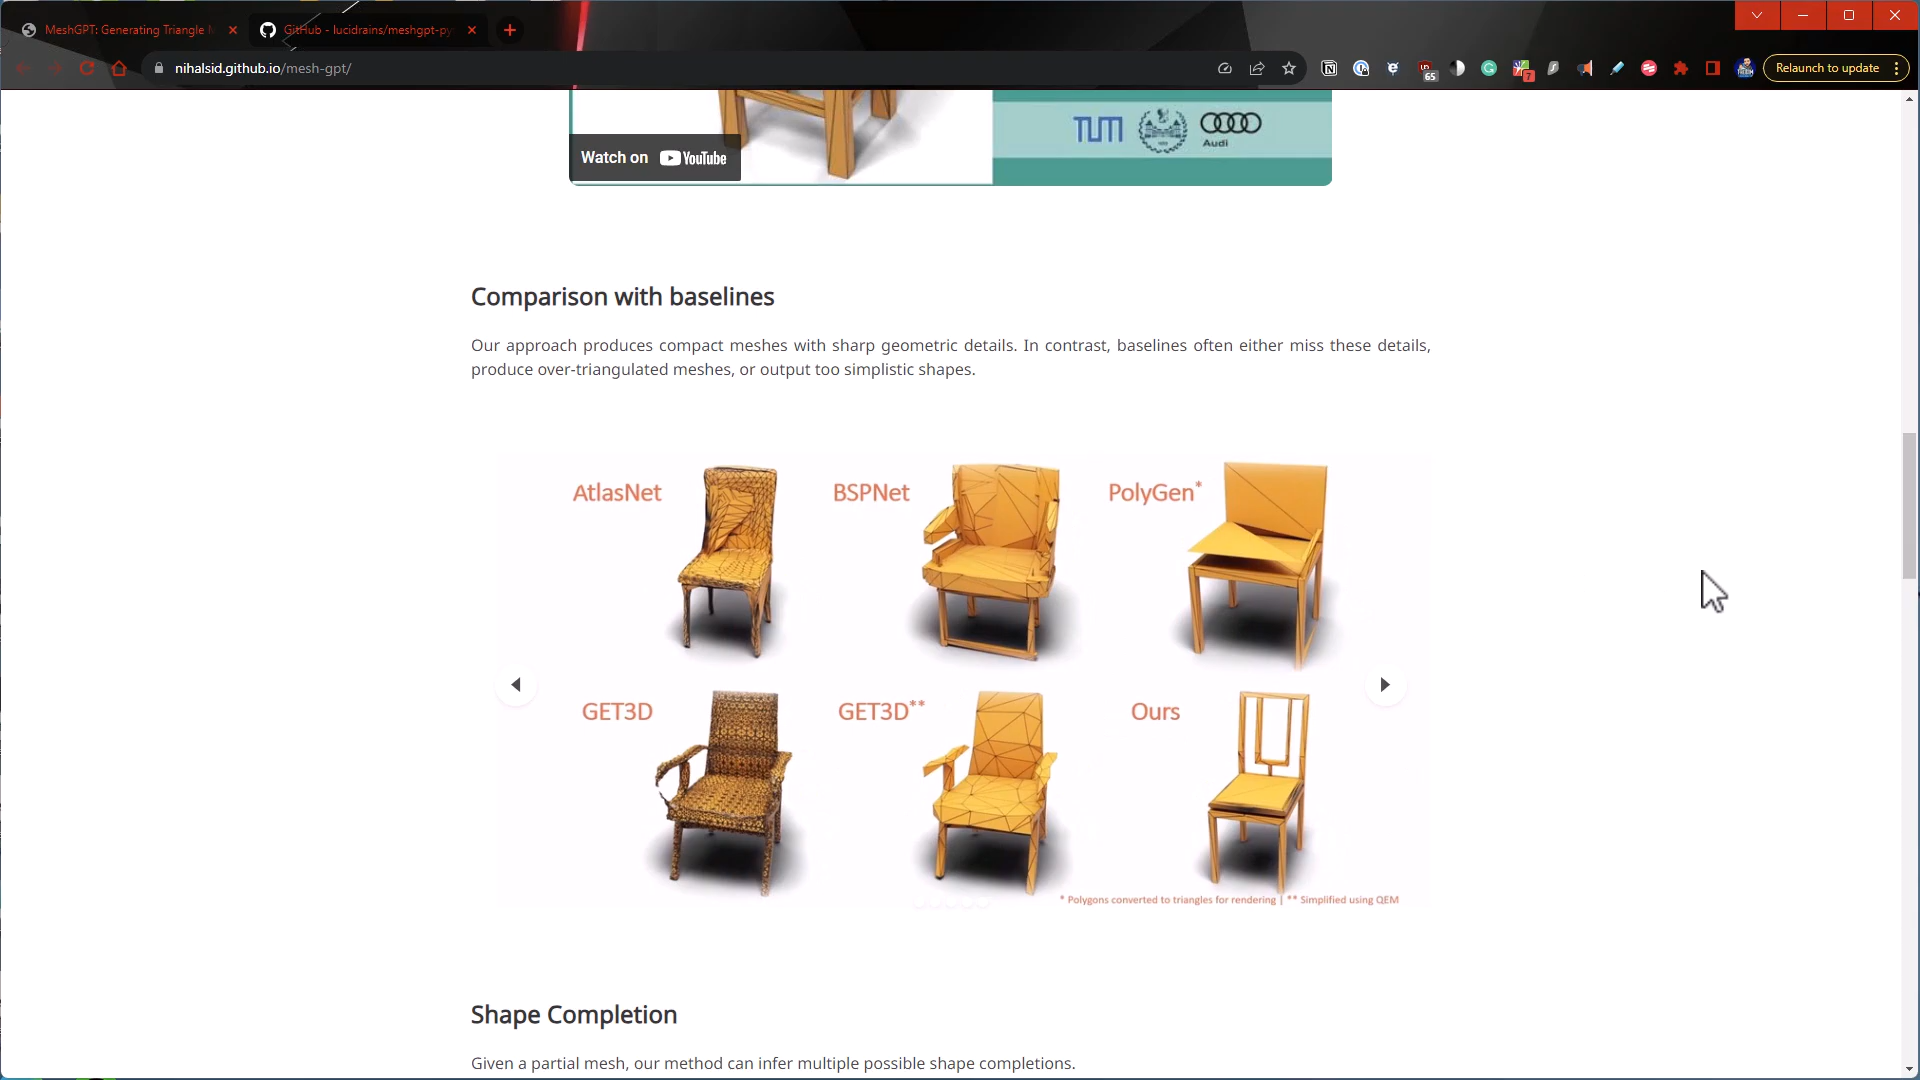 MeshGPT: Generating Triangle
GitHub - lucidrains/meshgpt-py
nihalsid.github.io/mesh-gpt/
65
7
Relaunch to update
Watch on YouTube
TUM
Audi
Comparison with baselines
Our approach produces compact meshes with sharp geometric details. In contrast, baselines often either miss these details,
produce over-triangulated meshes, or output too simplistic shapes.
AtlasNet
BSPNet
PolyGen*
GET3D
GET3D**
Ours
* Polygons converted to triangles for rendering | ** Simplified using QEM
Shape Completion
Given a partial mesh, our method can infer multiple possible shape completions.